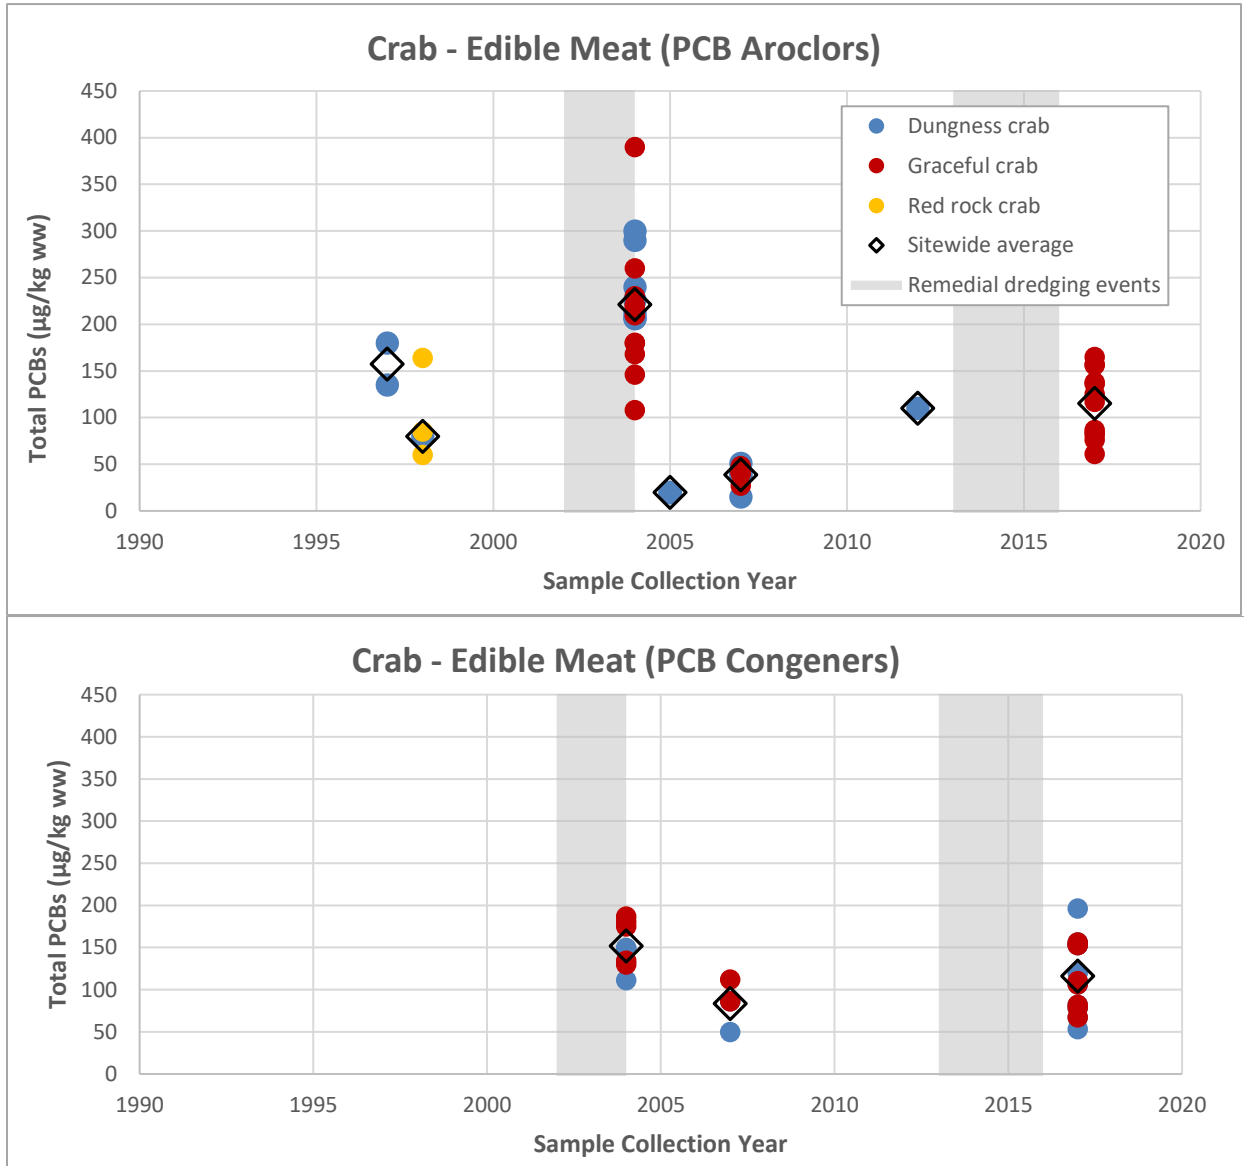 Crab - Edible Meat (PCB Aroclors)
450
400
350
300
250
200
150
100
50
0
Total PCBs (µg/kg ww)
Dungness crab
Graceful crab
Red rock crab
Sitewide average
Remedial dredging events
1990 1995 2000 2005 2010 2015 2020
Sample Collection Year
Crab - Edible Meat (PCB Congeners)
450
400
350
300
250
200
150
100
50
0
Total PCBs (µg/kg ww)
1990 1995 2000 2005 2010 2015 2020
Sample Collection Year